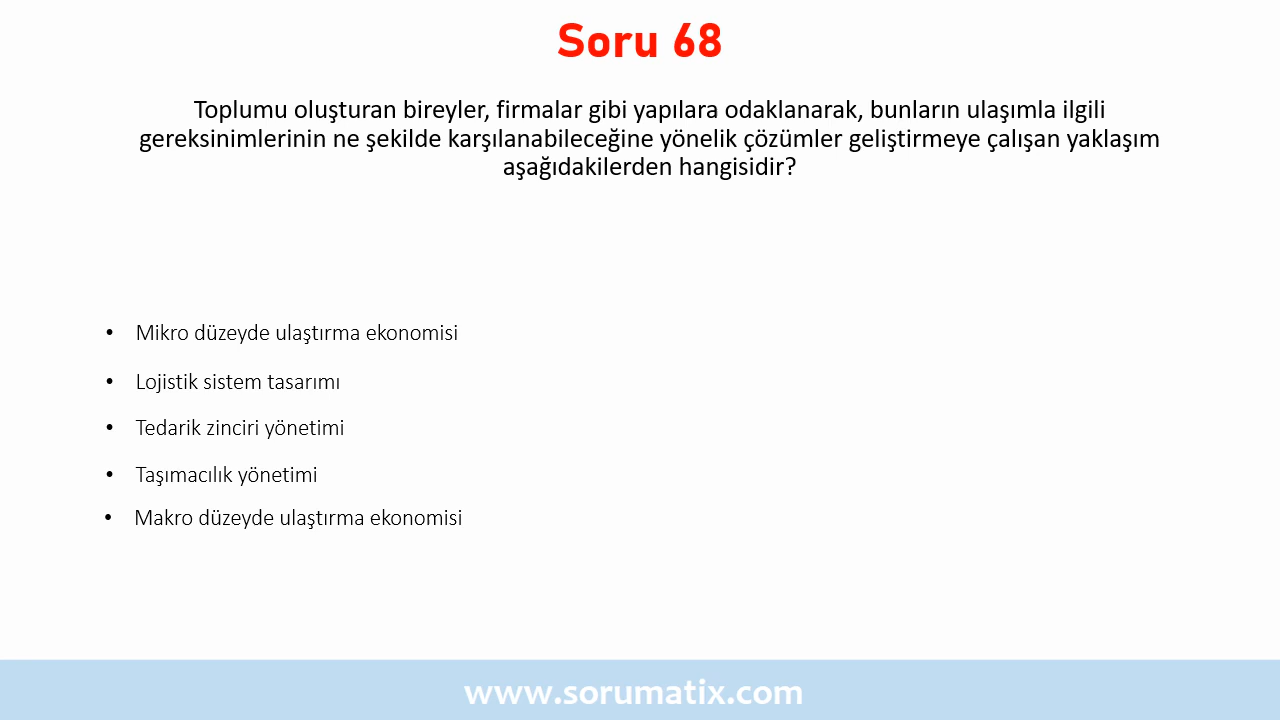 Soru 68
Toplumu oluşturan bireyler, firmalar gibi yapılara odaklanarak, bunların ulaşımla ilgili
gereksinimlerinin ne şekilde karşılanabileceğine yönelik çözümler geliştirmeye çalışan yaklaşım
aşağıdakilerden hangisidir?
• Mikro düzeyde ulaştırma ekonomisi
• Lojistik sistem tasarımı
• Tedarik zinciri yönetimi
• Taşımacılık yönetimi
• Makro düzeyde ulaştırma ekonomisi
www.sorumatix.com